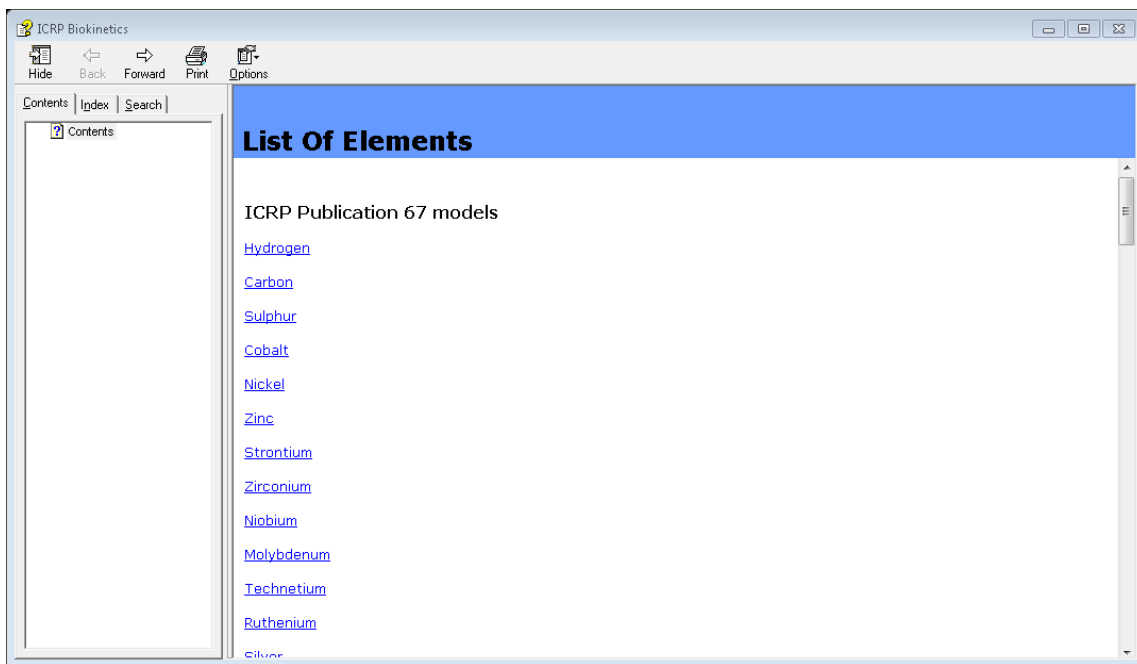 ICRP Biokinetics
Hide Back Forward Print Options
Contents Index Search
Contents
List Of Elements
ICRP Publication 67 models
Hydrogen
Carbon
Sulphur
Cobalt
Nickel
Zinc
Strontium
Zirconium
Niobium
Molybdenum
Technetium
Ruthenium
Silver